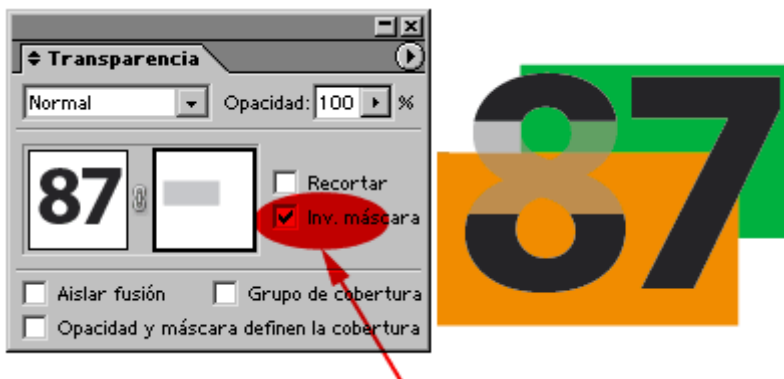 Transparencia
Normal Opacidad: 100 %
87 Recortar
Inv. máscara
Aislar fusión Grupo de cobertura
Opacidad y máscara definen la cobertura
87